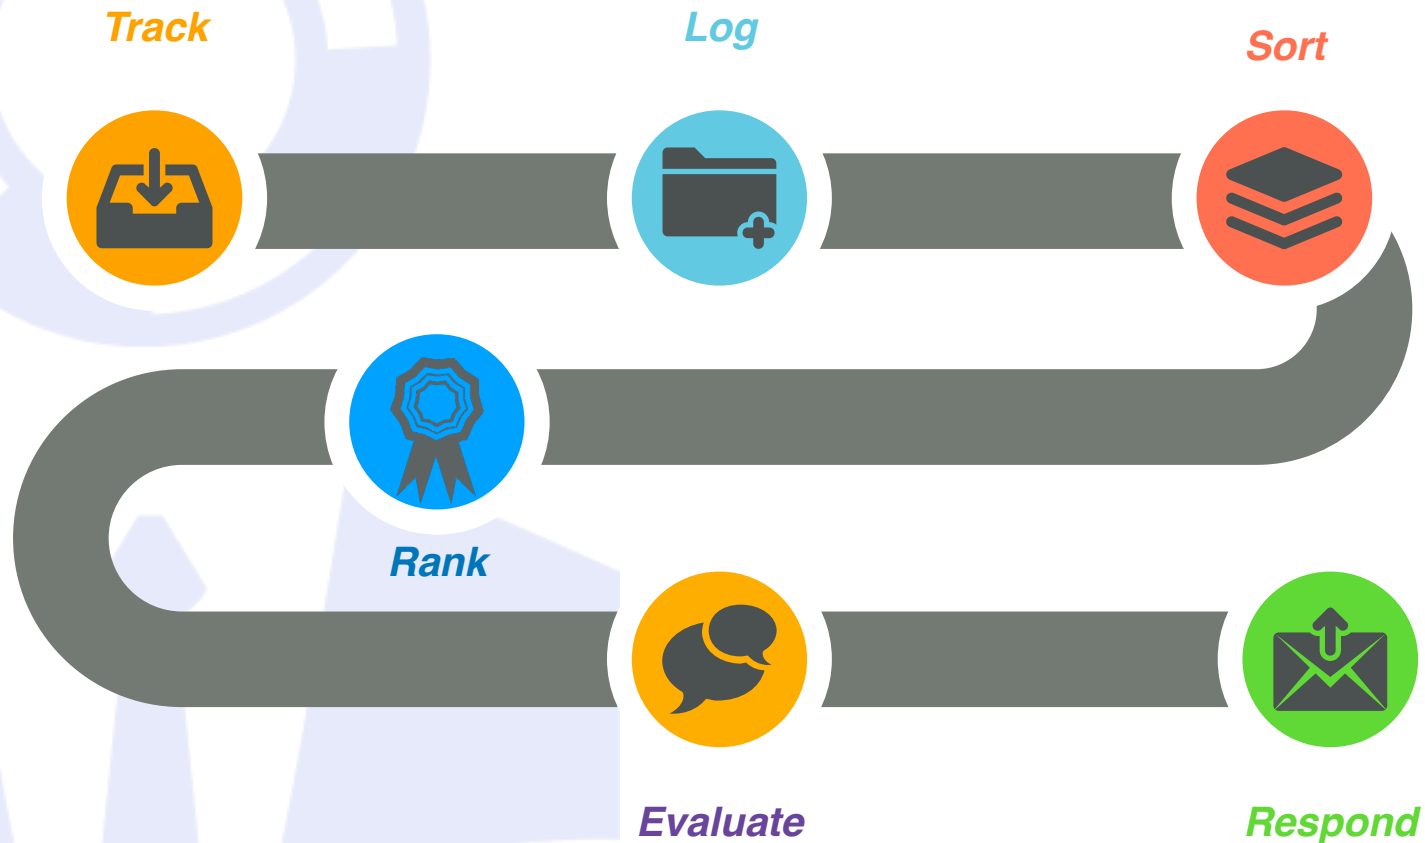 Track
Log
Sort
Rank
Evaluate
Respond